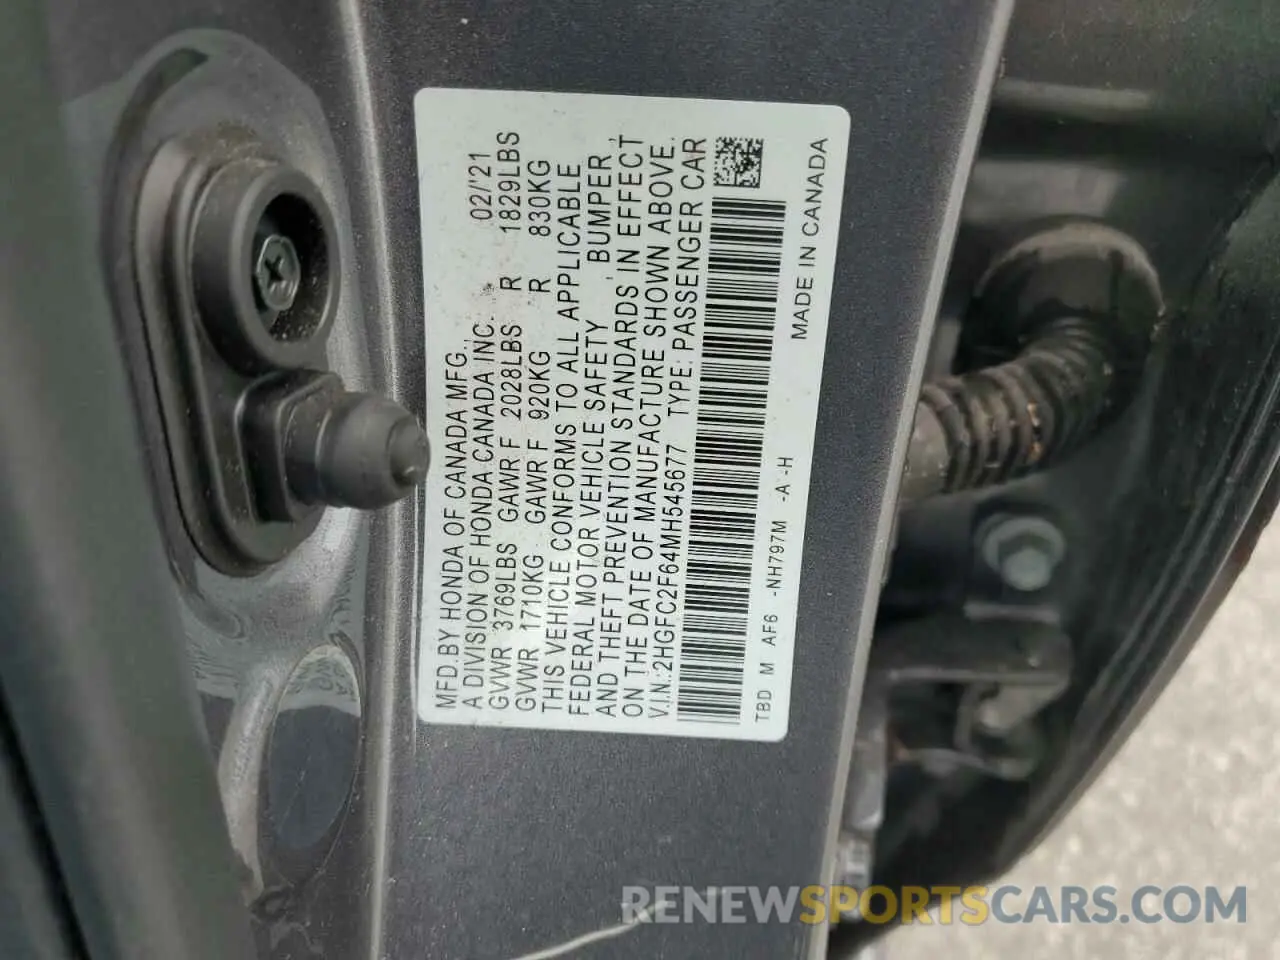 MFD.BY HONDA OF CANADA MFG.,
A DIVISION OF HONDA CANADA INC. 02/'21
GVWR 3769LBS GAWR F 2028LBS R 1829LBS
GVWR 1710KG GAWR F 920KG R 830KG
THIS VEHICLE CONFORMS TO ALL APPLICABLE
FEDERAL MOTOR VEHICLE SAFETY , BUMPER ,
AND THEFT PREVENTION STANDARDS IN EFFECT
ON THE DATE OF MANUFACTURE SHOWN ABOVE.
V.I.N.:2HGFC2F64MH545677 TYPE: PASSENGER CAR
TBD M AF6 -NH797M -A -H
MADE IN CANADA
RENEWSPORTSCARS.COM